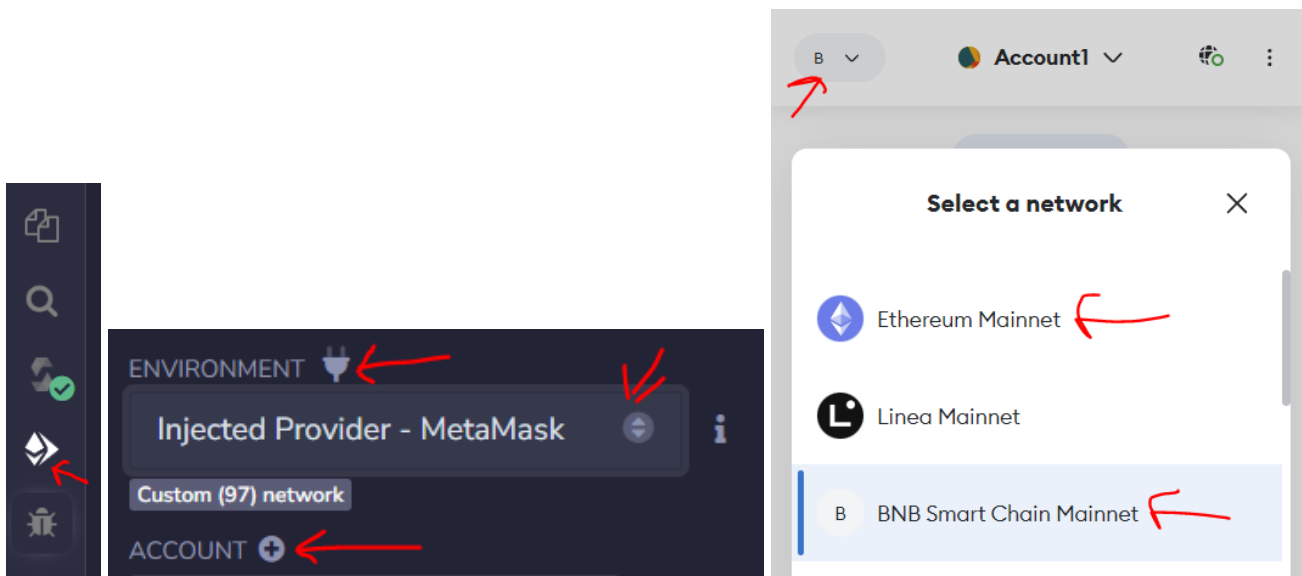 ENVIRONMENT
Injected Provider - MetaMask
i
Custom (97) network
ACCOUNT
B
Account1
Select a network
Ethereum Mainnet
L
Linea Mainnet
B
BNB Smart Chain Mainnet